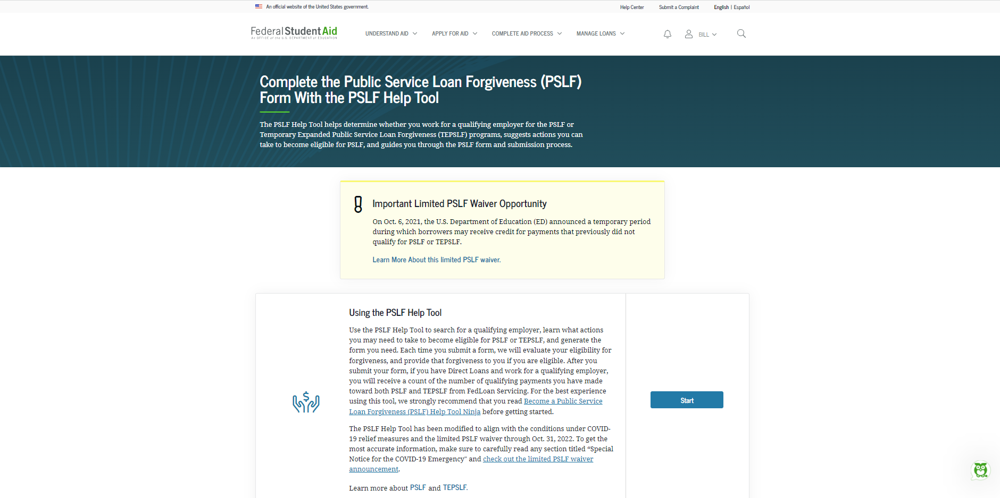 An official website of the United States government.
Help Center
Submit a Complaint
English | Español
Federal Student Aid
An OFFICE of the U.S. DEPARTMENT of EDUCATION
UNDERSTAND AID
APPLY FOR AID
COMPLETE AID PROCESS
MANAGE LOANS
BILL
Complete the Public Service Loan Forgiveness (PSLF)
Form With the PSLF Help Tool
The PSLF Help Tool helps determine whether you work for a qualifying employer for the PSLF or
Temporary Expanded Public Service Loan Forgiveness (TEPSLF) programs, suggests actions you can
take to become eligible for PSLF, and guides you through the PSLF form and submission process.
Important Limited PSLF Waiver Opportunity
On Oct. 6, 2021, the U.S. Department of Education (ED) announced a temporary period
during which borrowers may receive credit for payments that previously did not
qualify for PSLF or TEPSLF.
Learn More About this limited PSLF waiver.
Using the PSLF Help Tool
Use the PSLF Help Tool to search for a qualifying employer, learn what actions
you may need to take to become eligible for PSLF or TEPSLF, and generate the
form you need. Each time you submit a form, we will evaluate your eligibility for
forgiveness, and provide that forgiveness to you if you are eligible. After you
submit your form, if you have Direct Loans and work for a qualifying employer,
you will receive a count of the number of qualifying payments you have made
toward both PSLF and TEPSLF from FedLoan Servicing. For the best experience
using this tool, we strongly recommend that you read Become a Public Service
Loan Forgiveness (PSLF) Help Tool Ninja before getting started.
The PSLF Help Tool has been modified to align with the conditions under COVID-
19 relief measures and the limited PSLF waiver through Oct. 31, 2022. To get the
most accurate information, make sure to carefully read any section titled “Special
Notice for the COVID-19 Emergency" and check out the limited PSLF waiver
announcement.
Learn more about PSLF and TEPSLF.
Start